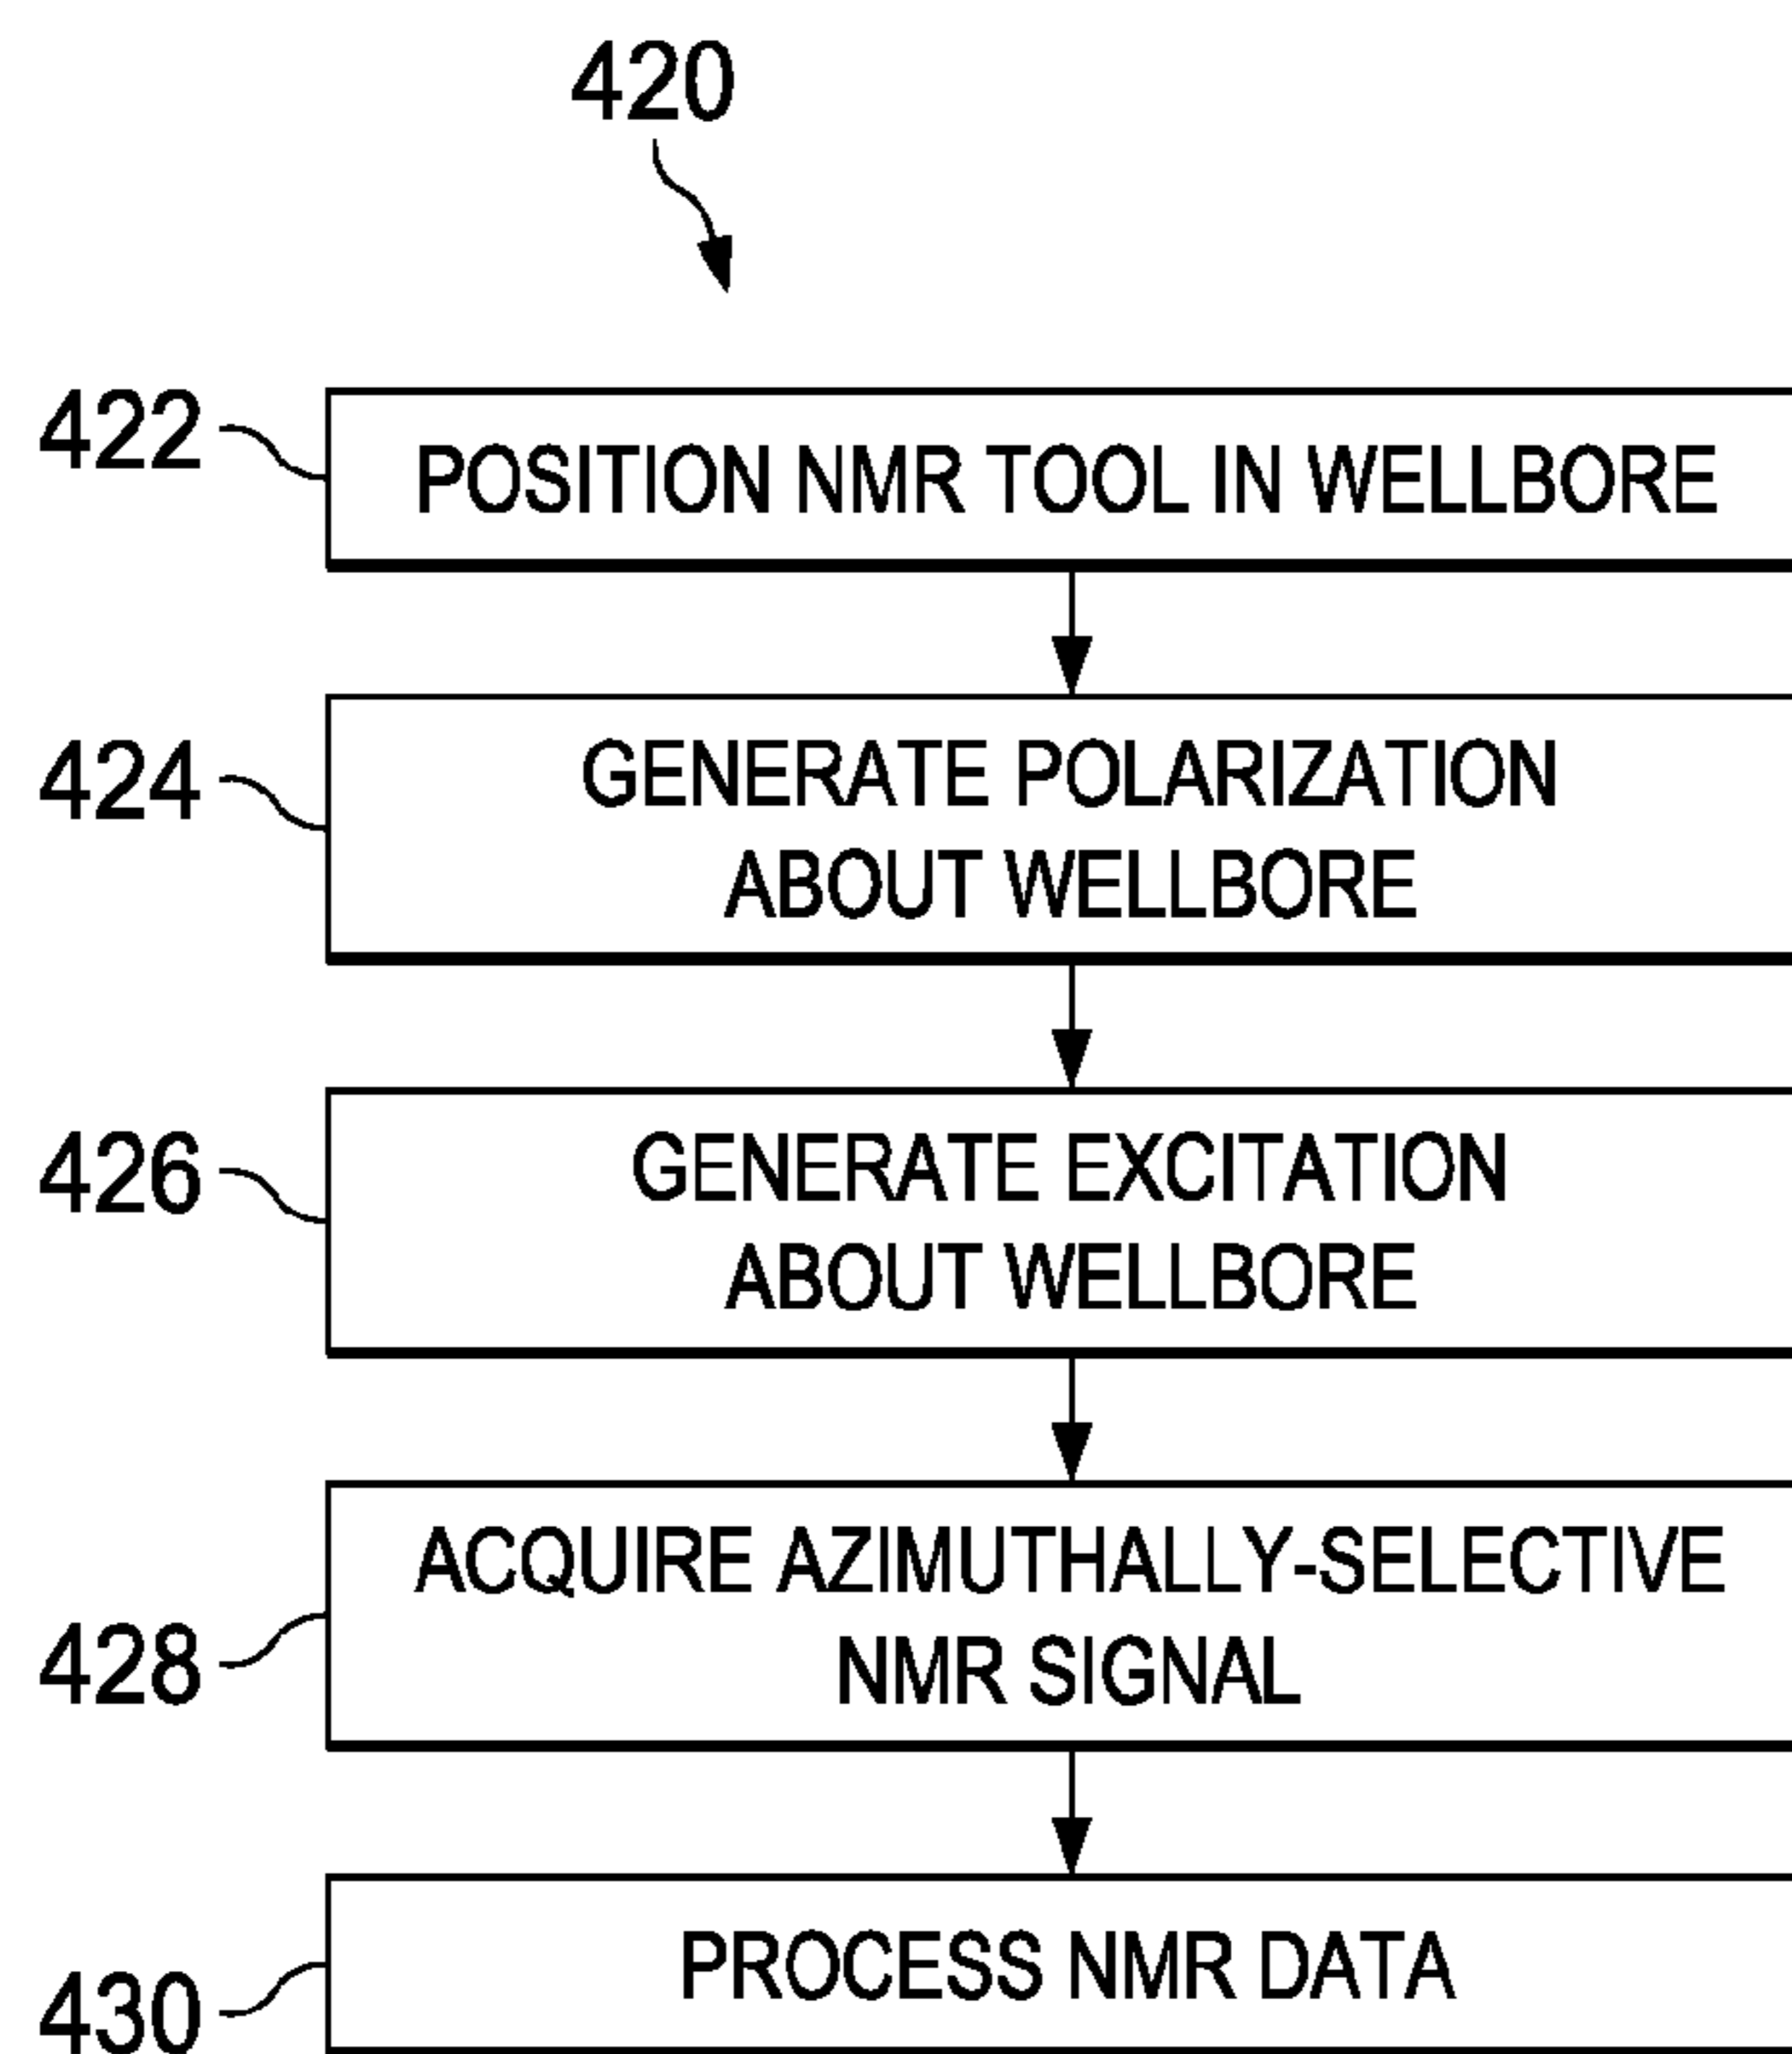 420
422
POSITION NMR TOOL IN WELLBORE
424
GENERATE POLARIZATION
ABOUT WELLBORE
426
GENERATE EXCITATION
ABOUT WELLBORE
428
ACQUIRE AZIMUTHALLY-SELECTIVE
NMR SIGNAL
430
PROCESS NMR DATA